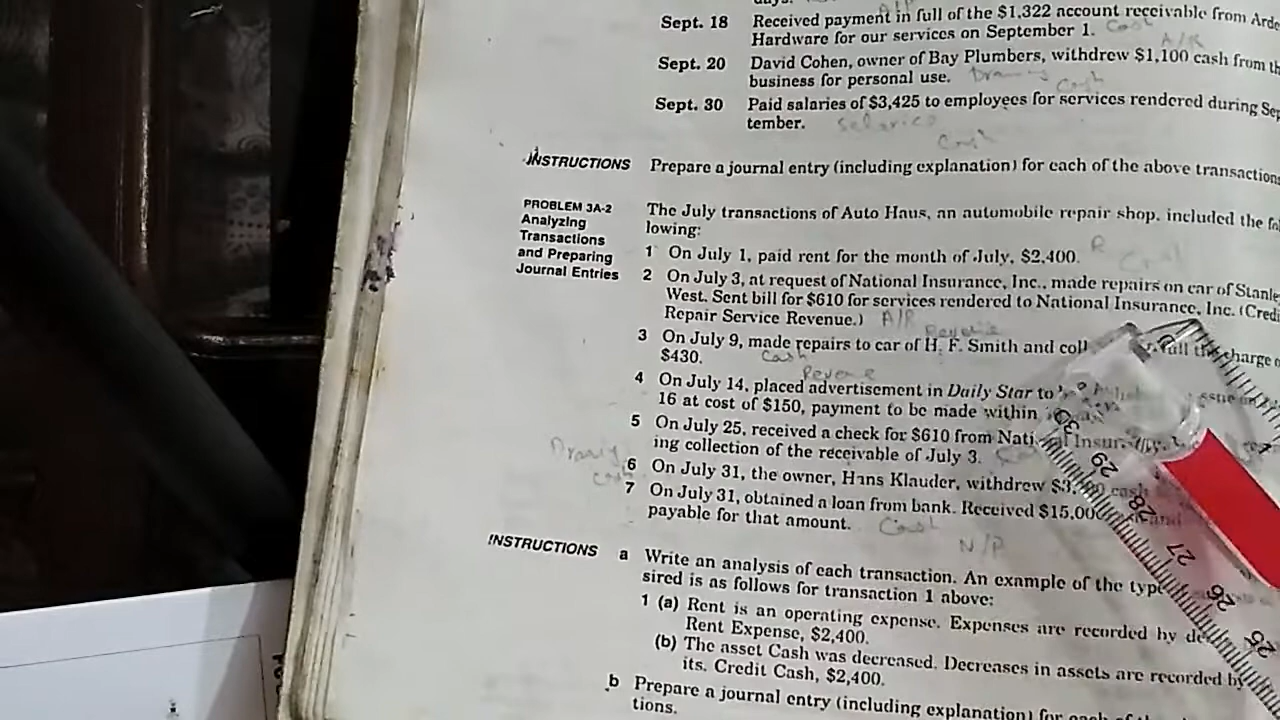 days.
Sept. 18 Received payment in full of the $1,322 account receivable from
Hardware for our services on September 1. Cash
A/R
Sept. 20 David Cohen, owner of Bay Plumbers, withdrew $1,100 cash from
business for personal use. Cash
Sept. 30 Paid salaries of $3,425 to employees for services rendered during Sep
tember. Salaries
Cash
INSTRUCTIONS Prepare a journal entry (including explanation) for each of the above transactions
PROBLEM 3A-2
Analyzing
Transactions
and Preparing
Journal Entries
The July transactions of Auto Haus, an automobile repair shop, included the fol
lowing:
1 On July 1, paid rent for the month of July, $2,400. R
Cash
2 On July 3, at request of National Insurance, Inc., made repairs on car of Stanle
West. Sent bill for $610 for services rendered to National Insurance, Inc. (Credi
Repair Service Revenue.) A/R
Revenue
3 On July 9, made repairs to car of H. F. Smith and coll full charge
$430. Cash
Revenue
4 On July 14, placed advertisement in Daily Star to
16 at cost of $150, payment to be made within
5 On July 25, received a check for $610 from Nati Insur
ing collection of the receivable of July 3.
6 On July 31, the owner, Hans Klauder, withdrew cash
7 On July 31, obtained a loan from bank. Received $15,00
payable for that amount. Cash
N/P
INSTRUCTIONS a Write an analysis of each transaction. An example of the type
sired is as follows for transaction 1 above:
1 (a) Rent is an operating expense. Expenses are recorded by de
Rent Expense, $2,400.
(b) The asset Cash was decreased. Decreases in assets are recorded by
its. Credit Cash, $2,400.
b Prepare a journal entry (including explanation) for each of
tions.
30
29
28
27
26
25